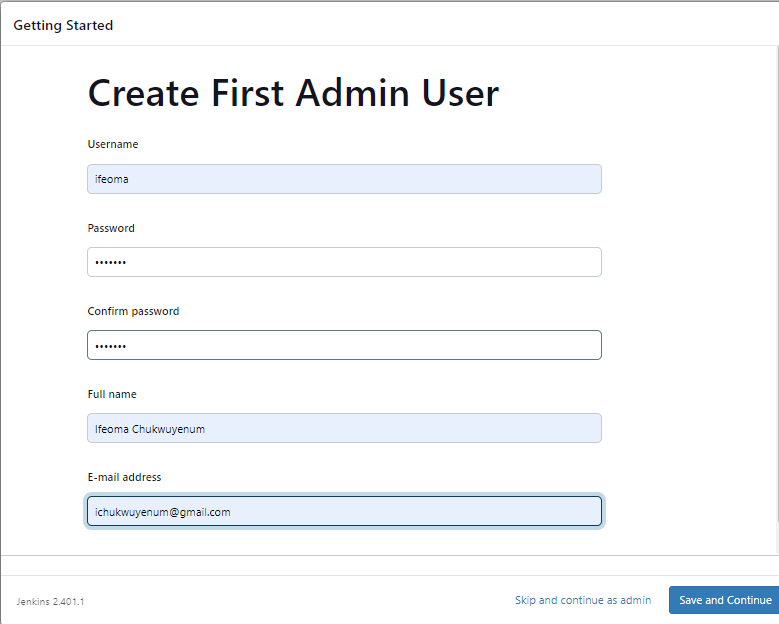 Getting Started
Create First Admin User
Username
ifeoma
Password
•••••••
Confirm password
•••••••
Full name
Ifeoma Chukwuyenum
E-mail address
ichukwuyenum@gmail.com
Jenkins 2.401.1
Skip and continue as admin
Save and Continue